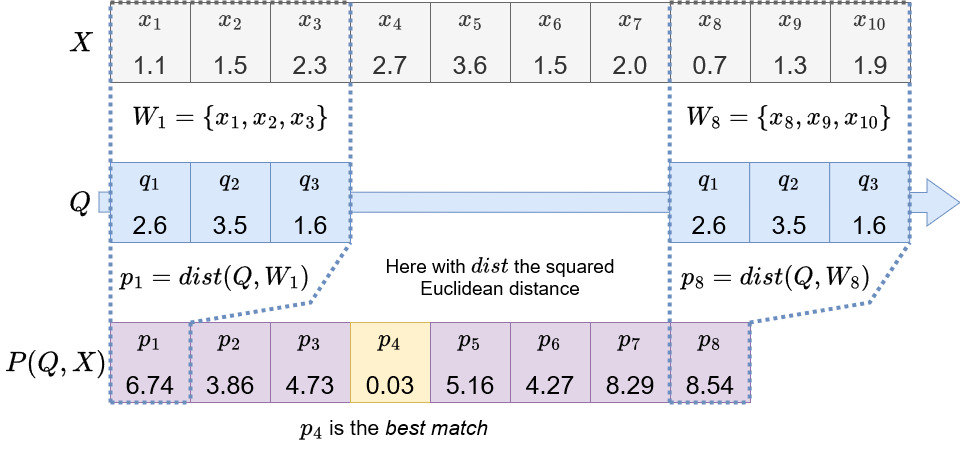 X x₁ x₂ x₃ x₄ x₅ x₆ x₇ x₈ x₉ x₁₀
1.1 1.5 2.3 2.7 3.6 1.5 2.0 0.7 1.3 1.9
W₁ = {x₁, x₂, x₃} W₈ = {x₈, x₉, x₁₀}
Q q₁ q₂ q₃ q₁ q₂ q₃
2.6 3.5 1.6 2.6 3.5 1.6
p₁ = dist(Q, W₁) Here with dist the squared p₈ = dist(Q, W₈)
Euclidean distance
P(Q, X) p₁ p₂ p₃ p₄ p₅ p₆ p₇ p₈
6.74 3.86 4.73 0.03 5.16 4.27 8.29 8.54
p₄ is the best match